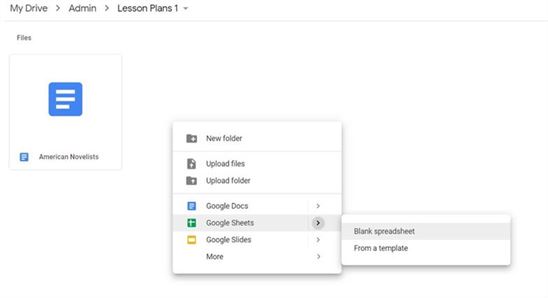 My Drive > Admin > Lesson Plans 1
Files
American Novelists
New folder
Upload files
Upload folder
Google Docs
Google Sheets
Blank spreadsheet
From a template
Google Slides
More